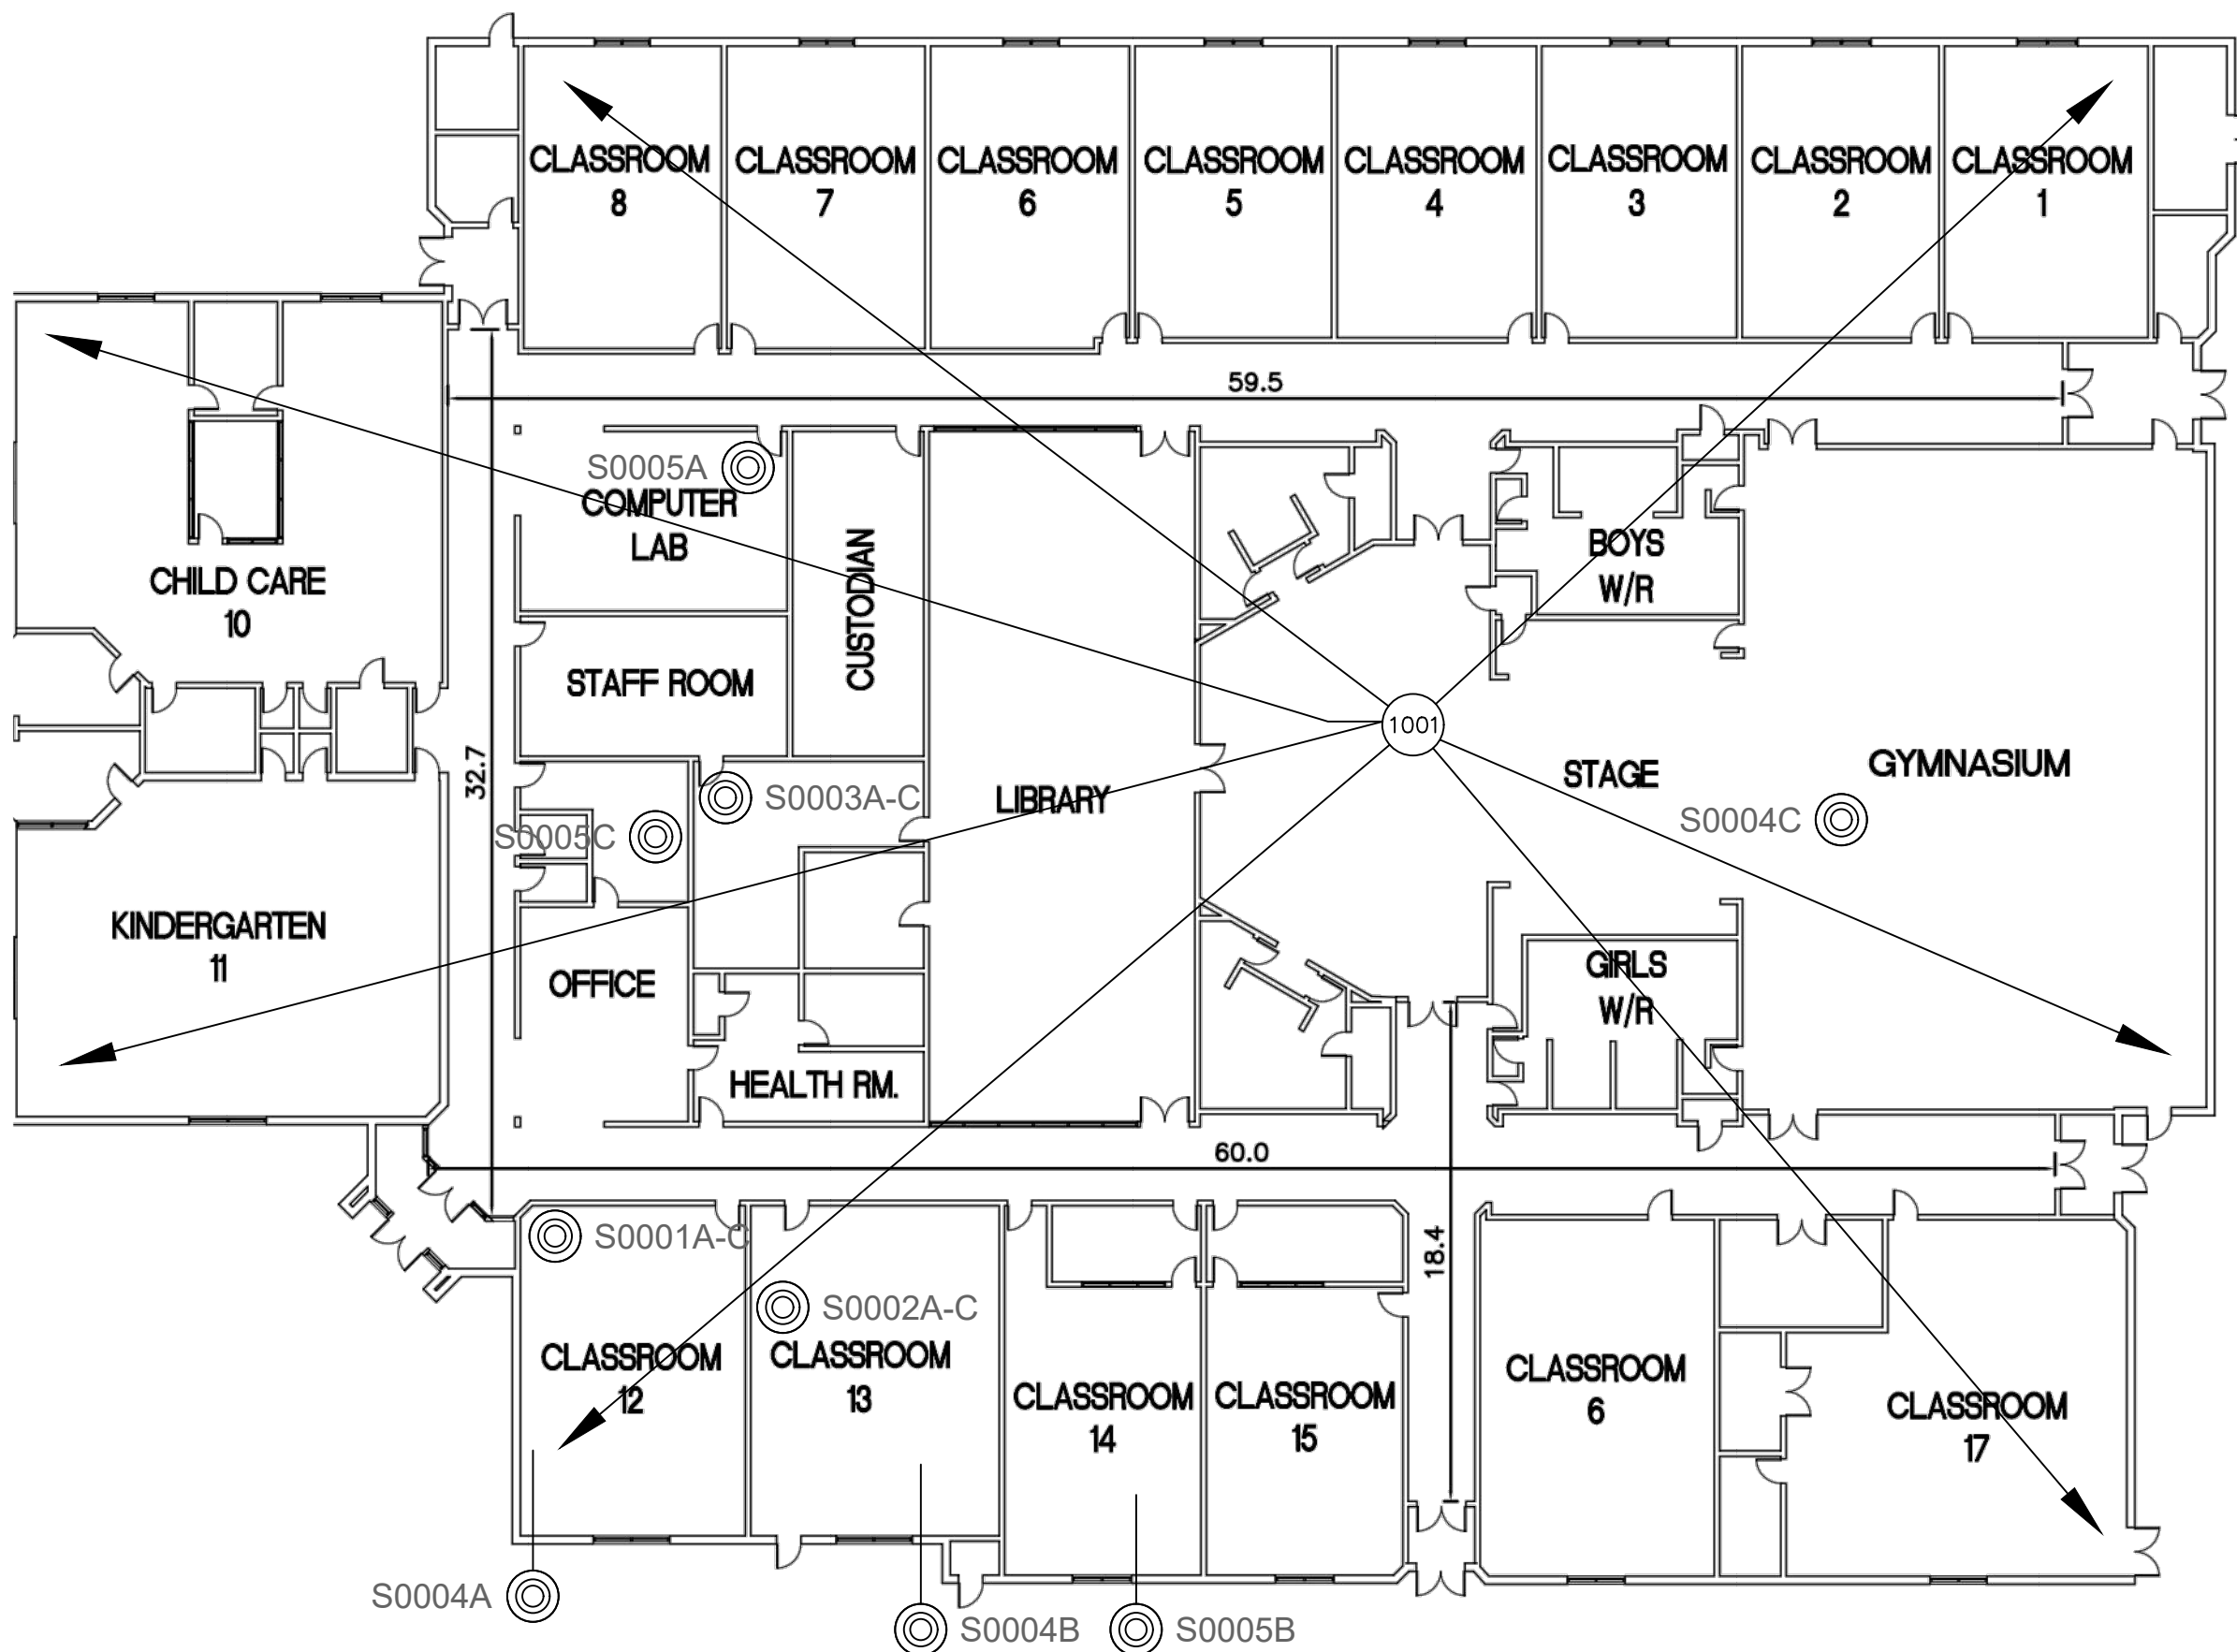 CLASSROOM
8
CLASSROOM
7
CLASSROOM
6
CLASSROOM
5
CLASSROOM
4
CLASSROOM
3
CLASSROOM
2
CLASSROOM
1
59.5
S0005A
COMPUTER
LAB
CUSTODIAN
BOYS
W/R
CHILD CARE
10
STAFF ROOM
32.7
1001
STAGE
GYMNASIUM
S0003A-C
LIBRARY
S0004C
S0005C
KINDERGARTEN
11
OFFICE
GIRLS
W/R
HEALTH RM.
60.0
S0001A-C
18.4
S0002A-C
CLASSROOM
12
CLASSROOM
13
CLASSROOM
14
CLASSROOM
15
CLASSROOM
6
CLASSROOM
17
S0004A
S0004B
S0005B